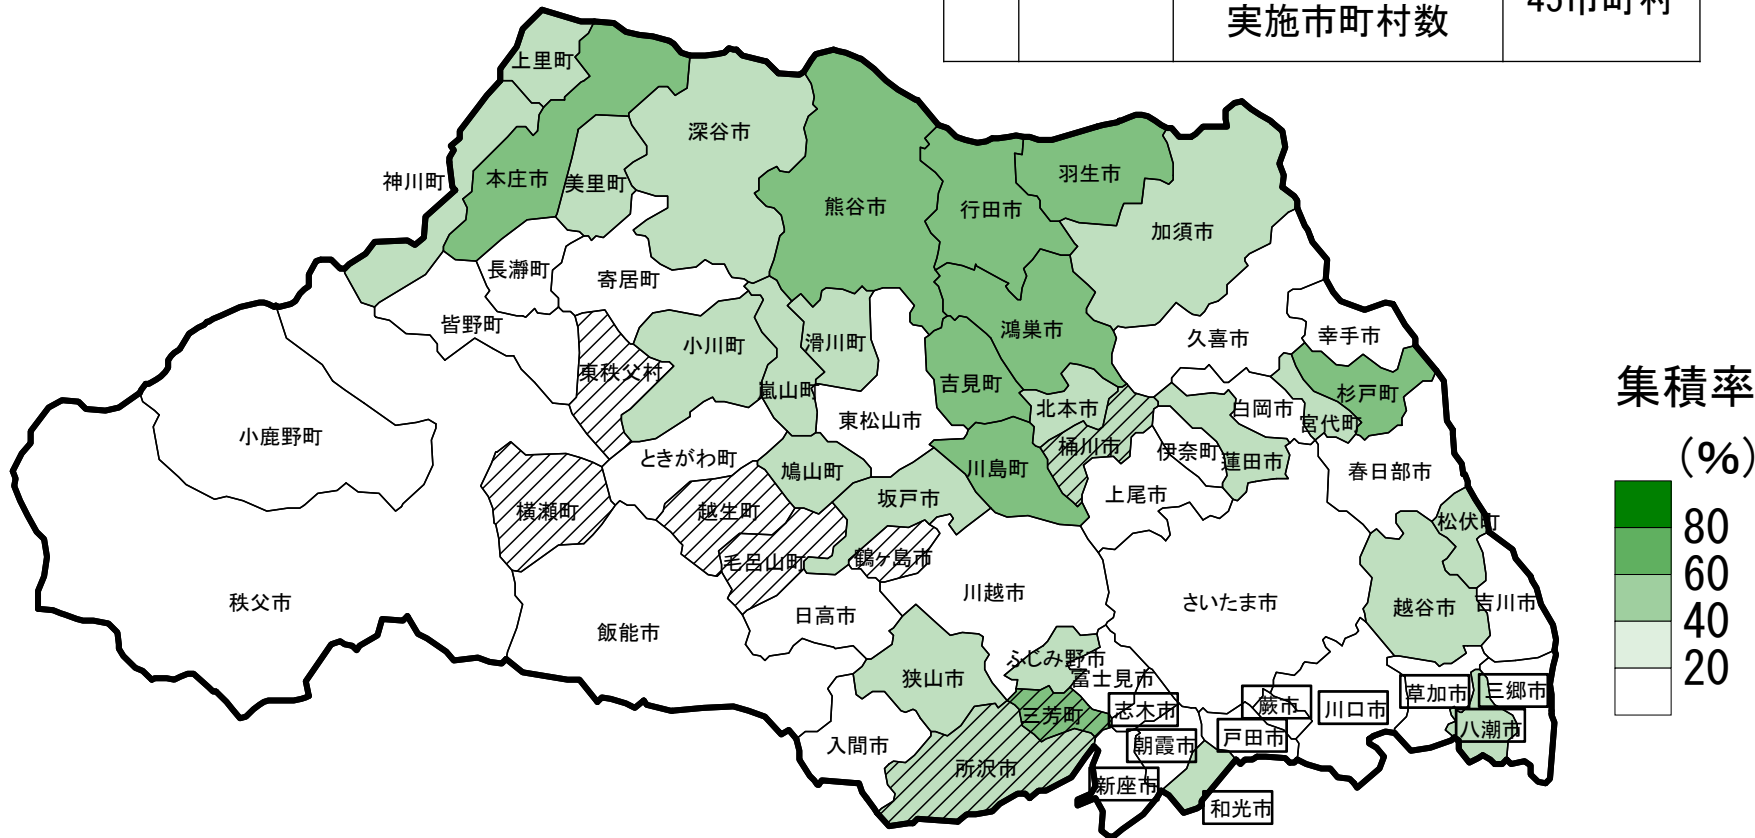 45市町村
実施市町村数
上里町
深谷市
神川町
本庄市
美里町
熊谷市
行田市
羽生市
加須市
長瀞町
寄居町
皆野町
東秩父村
小川町
嵐山町
滑川町
東松山市
吉見町
鴻巣市
久喜市
幸手市
杉戸町
宮代町
白岡市
北本市
桶川市
伊奈町
蓮田市
春日部市
小鹿野町
ときがわ町
鳩山町
川島町
上尾市
坂戸市
横瀬町
越生町
毛呂山町
鶴ヶ島市
松伏町
秩父市
飯能市
日高市
川越市
さいたま市
越谷市
吉川市
狭山市
ふじみ野市
富士見市
三芳町
志木市
蕨市
川口市
草加市
三郷市
入間市
所沢市
朝霞市
戸田市
八潮市
新座市
和光市
集積率
(%)
80
60
40
20